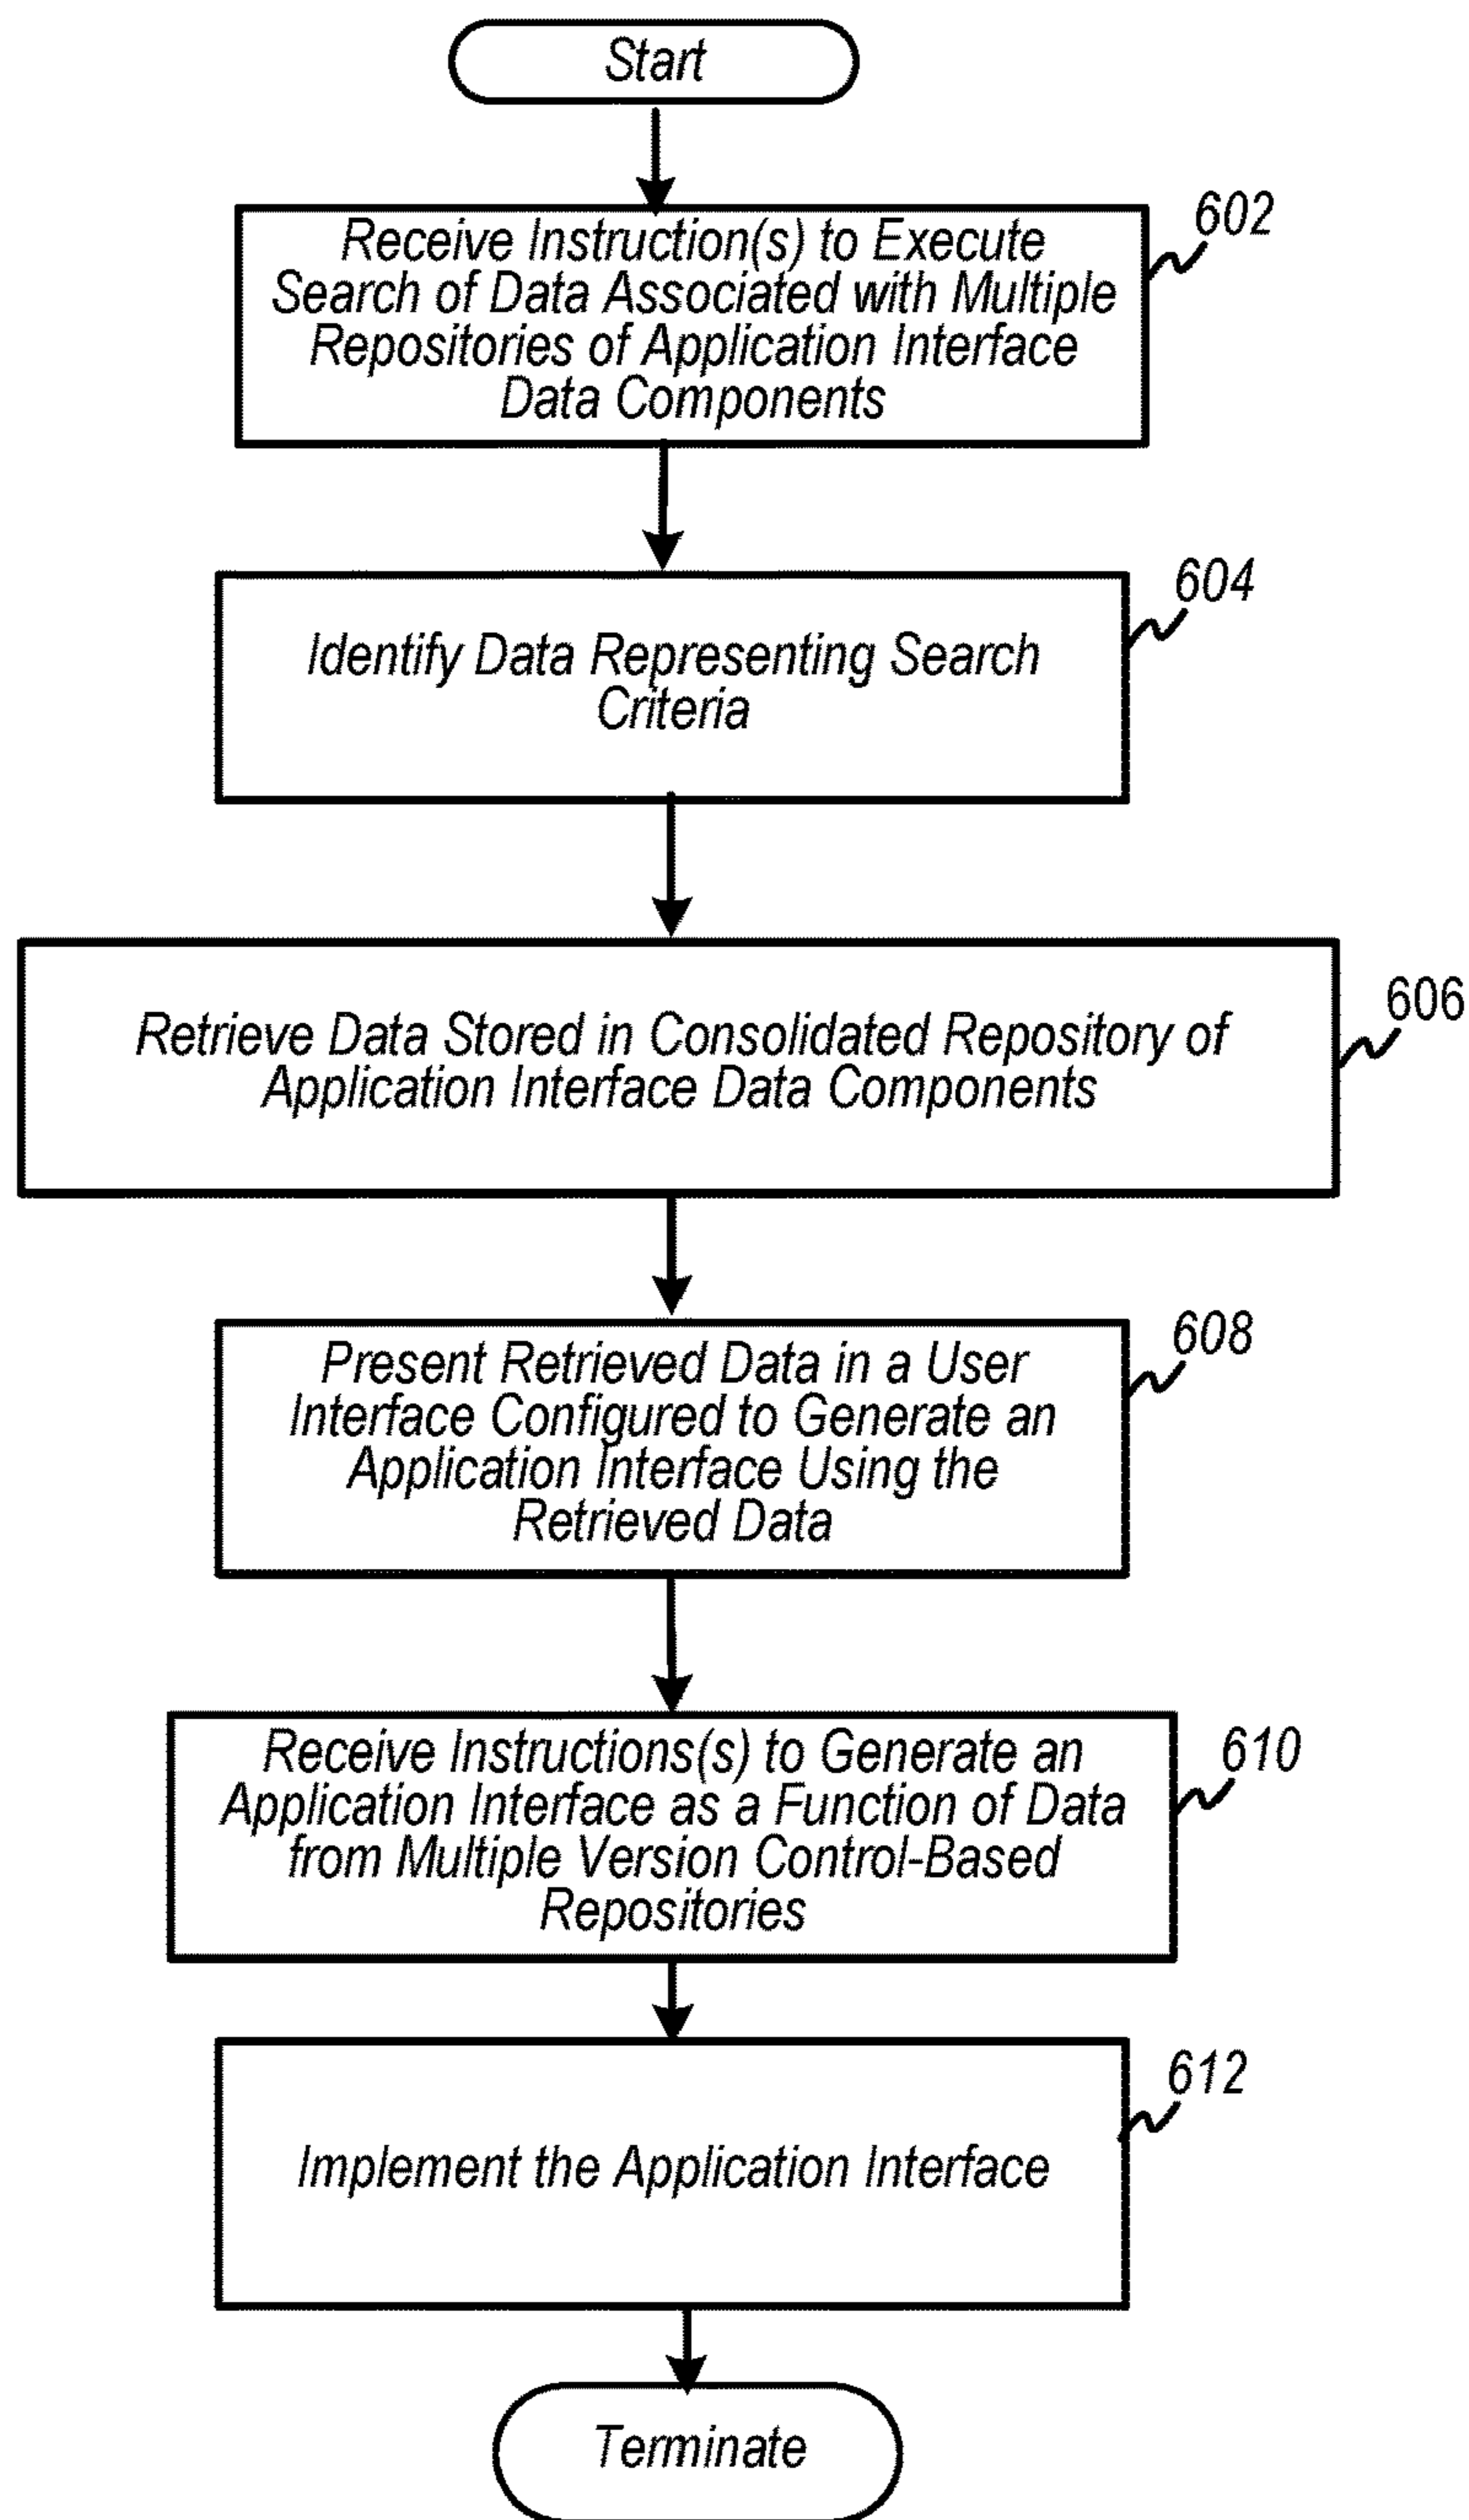 Start
602
Receive Instruction(s) to Execute
Search of Data Associated with Multiple
Repositories of Application Interface
Data Components
604
Identify Data Representing Search
Criteria
606
Retrieve Data Stored in Consolidated Repository of
Application Interface Data Components
608
Present Retrieved Data in a User
Interface Configured to Generate an
Application Interface Using the
Retrieved Data
610
Receive Instructions(s) to Generate an
Application Interface as a Function of Data
from Multiple Version Control-Based
Repositories
612
Implement the Application Interface
Terminate